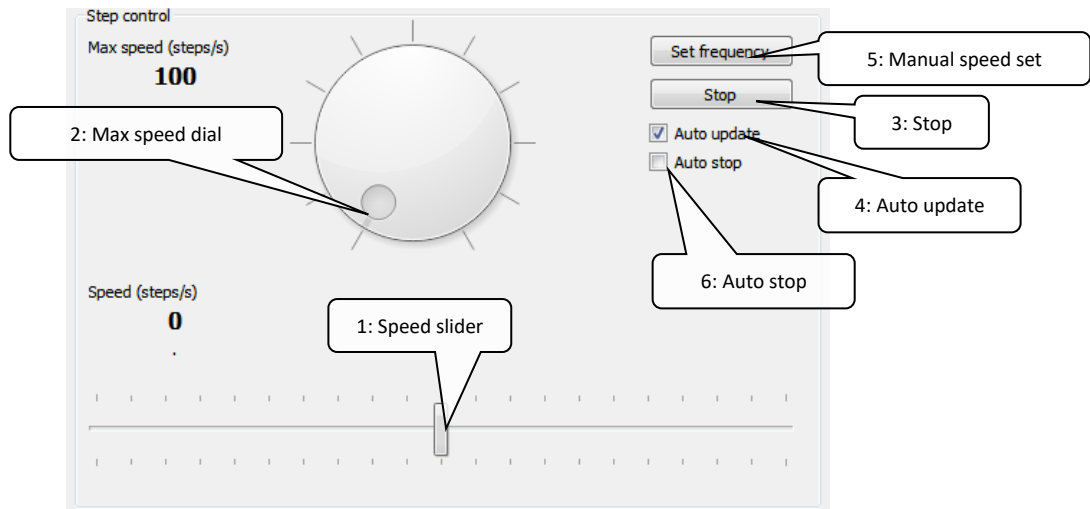 Step control
Max speed (steps/s)
100
Set frequency
5: Manual speed set
Stop
3: Stop
2: Max speed dial
Auto update
Auto stop
4: Auto update
6: Auto stop
Speed (steps/s)
0
.
1: Speed slider